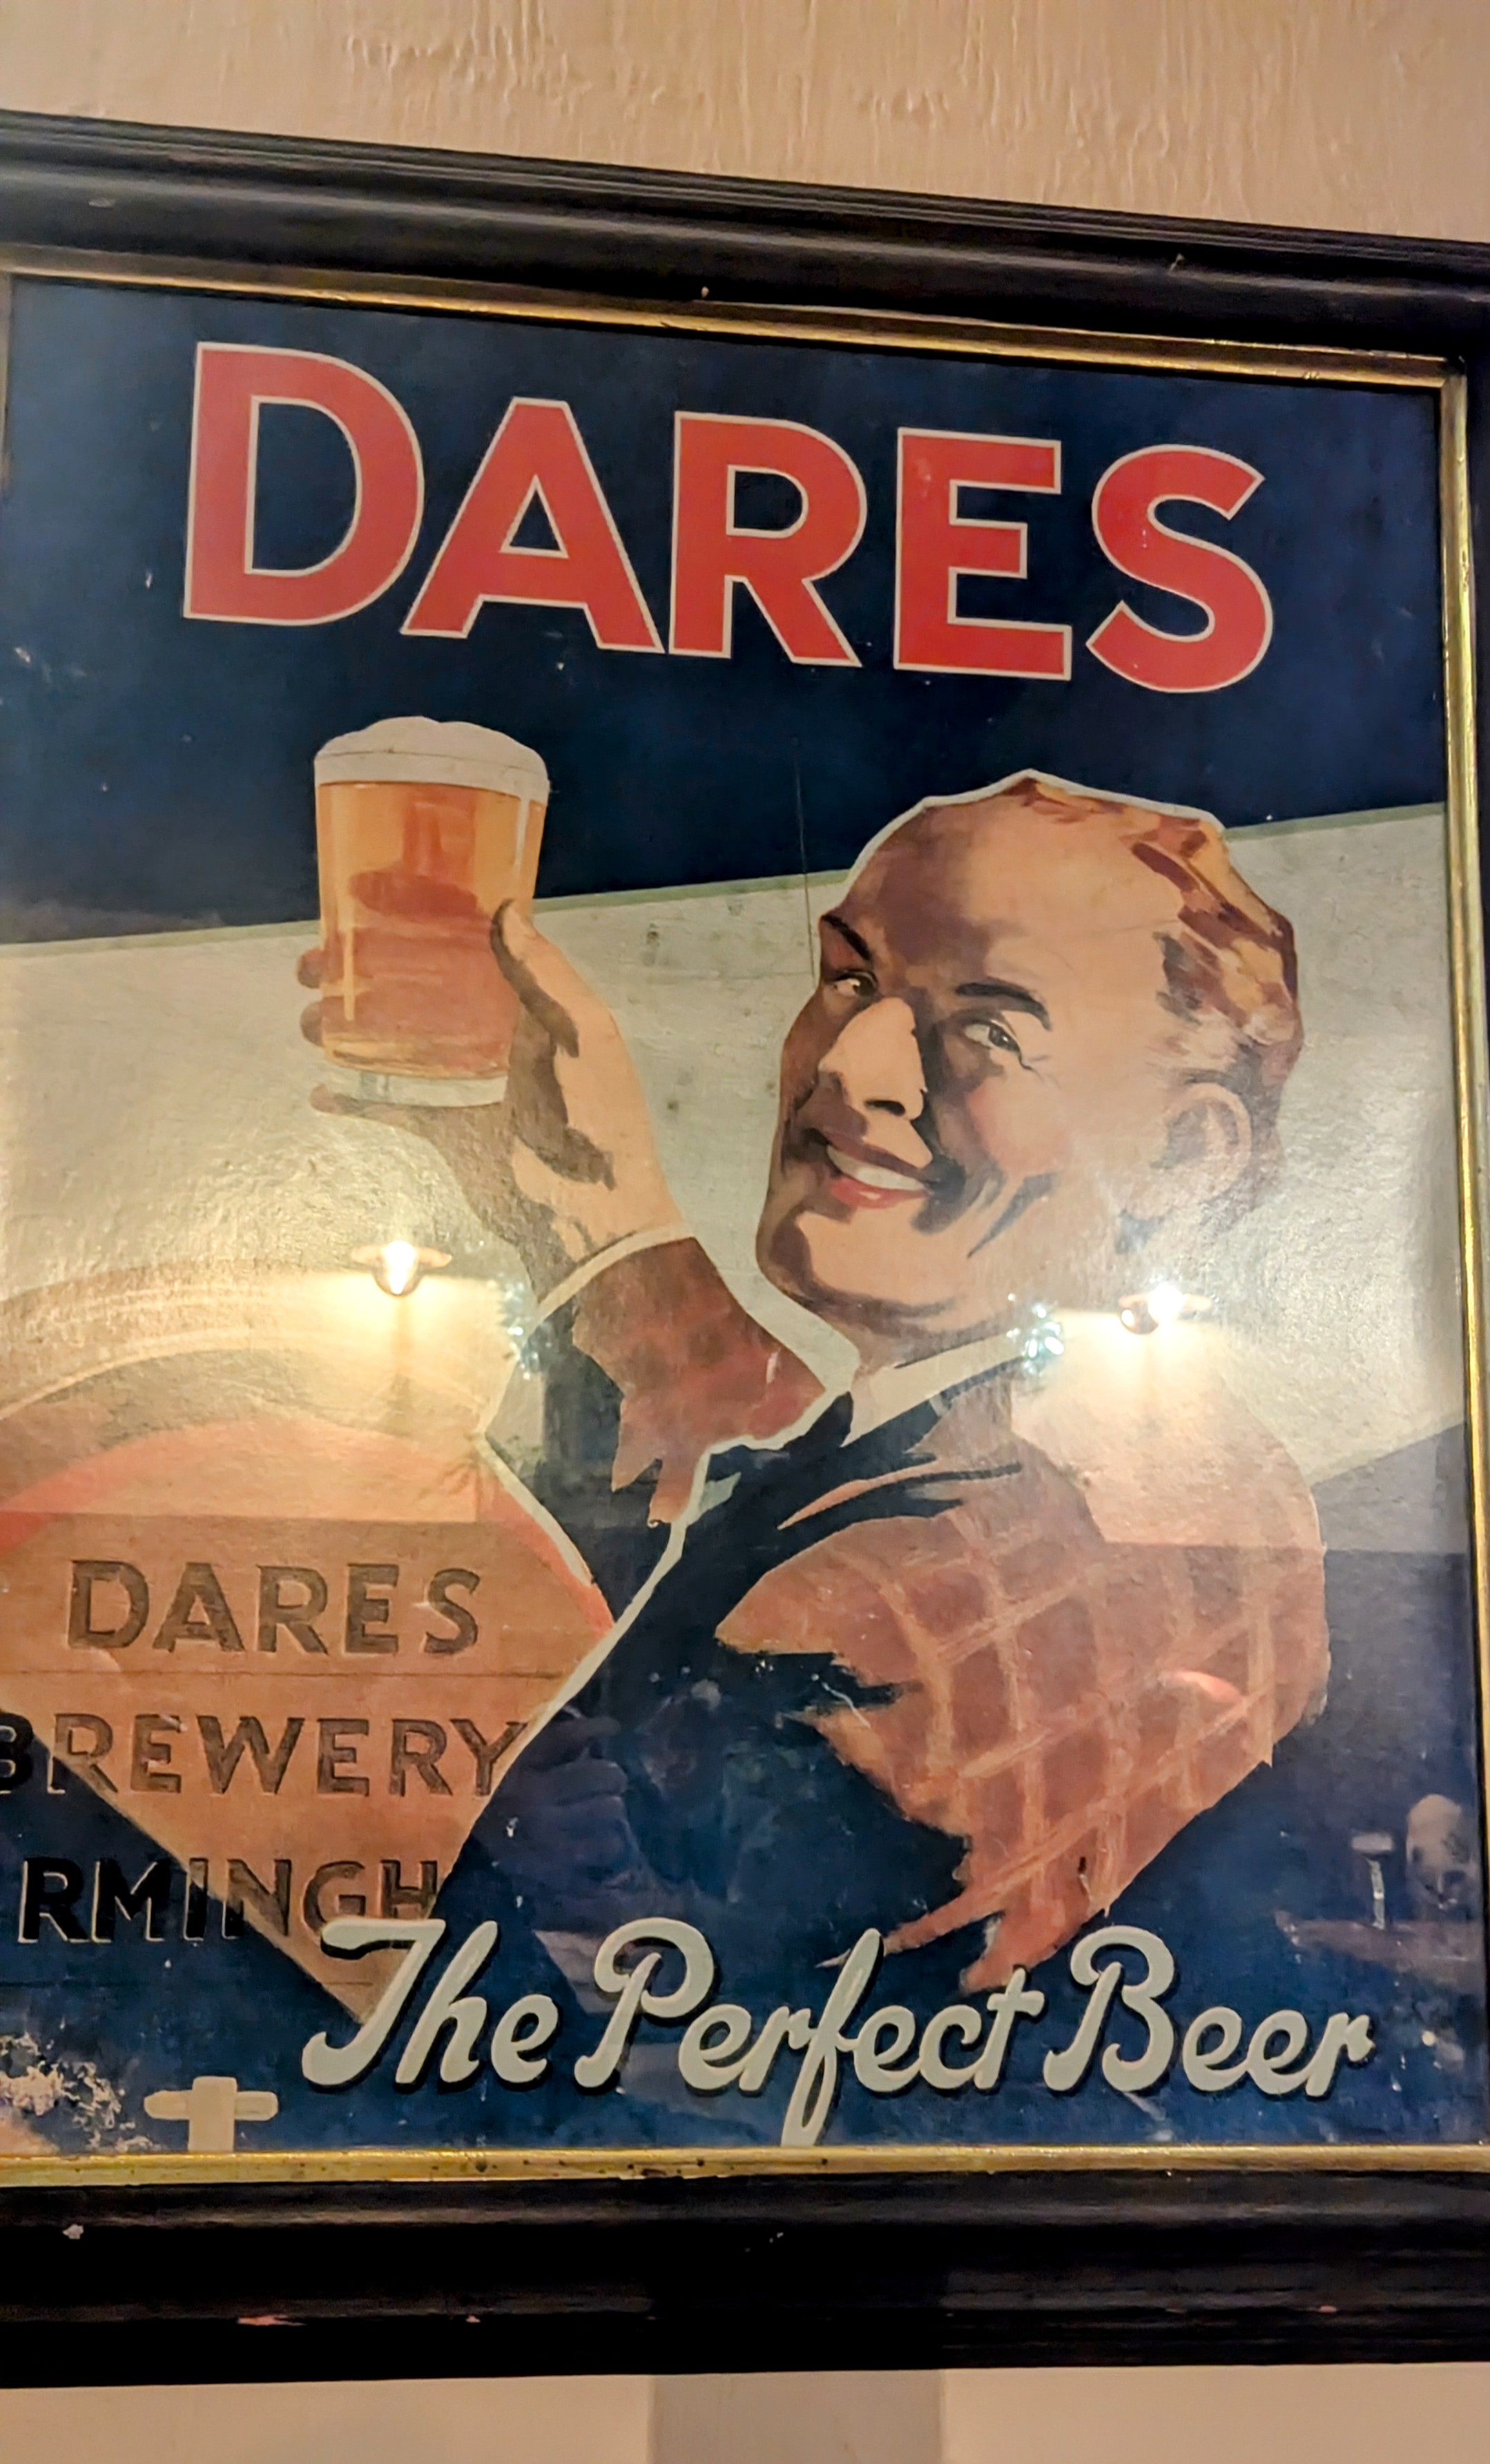 DARES
DARES
BREWERY
RMINGH
The Perfect Beer